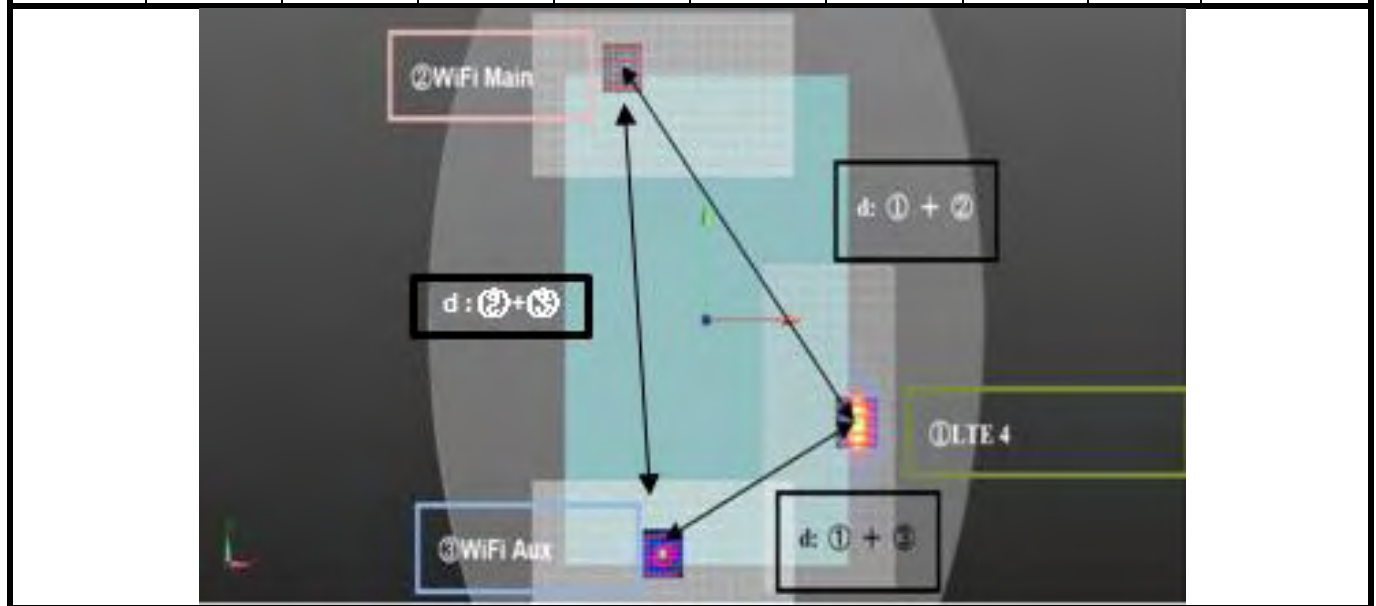 ②WiFi Main
d: ① + ②
d:②+③
①LTE 4
③WiFi Aux
d: ① + ③